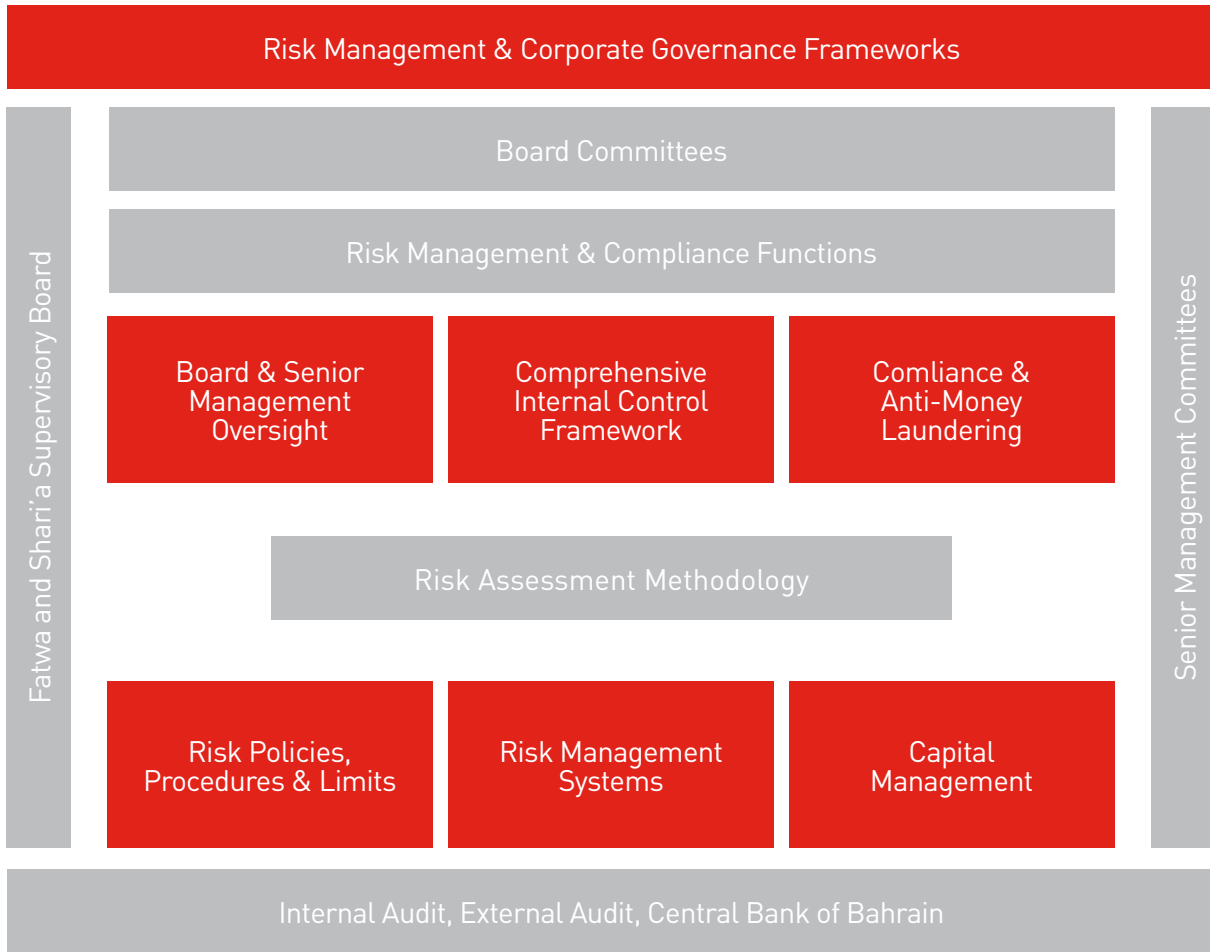 Risk Management & Corporate Governance Frameworks
Fatwa and Shari'a Supervisory Board
Board Committees
Risk Management & Compliance Functions
Board & Senior
Management
Oversight
Comprehensive
Internal Control
Framework
Comliance &
Anti-Money
Laundering
Risk Assessment Methodology
Risk Policies,
Procedures & Limits
Risk Management
Systems
Capital
Management
Senior Management Committees
Internal Audit, External Audit, Central Bank of Bahrain